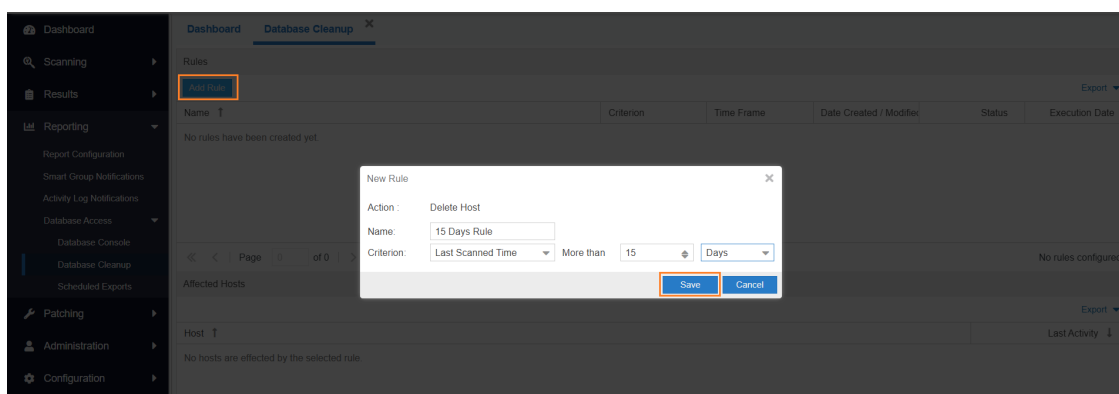 Dashboard
Scanning
Results
Reporting
Report Configuration
Smart Group Notifications
Activity Log Notifications
Database Access
Database Console
Database Cleanup
Scheduled Exports
Patching
Administration
Configuration
Dashboard Database Cleanup
Rules
Add Rule
Export
Name Criterion Time Frame Date Created / Modified Status Execution Date
No rules have been created yet.
New Rule
Action : Delete Host
Name: 15 Days Rule
Criterion: Last Scanned Time More than 15 Days
Save Cancel
Page 0 of 0 No rules configured
Affected Hosts
Export
Host Last Activity
No hosts are effected by the selected rule.